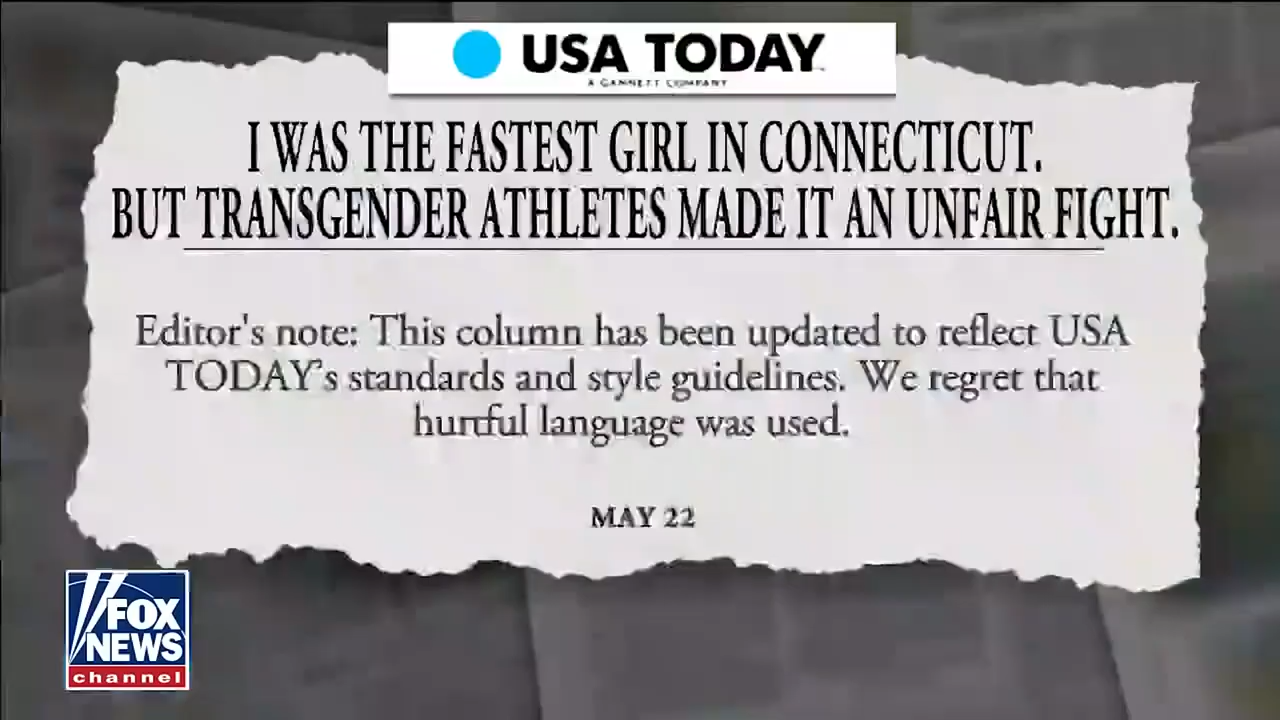 USA TODAY
A GANNETT COMPANY
I WAS THE FASTEST GIRL IN CONNECTICUT.
BUT TRANSGENDER ATHLETES MADE IT AN UNFAIR FIGHT.
Editor's note: This column has been updated to reflect USA
TODAY's standards and style guidelines. We regret that
hurtful language was used.
MAY 22
FOX
NEWS
channel